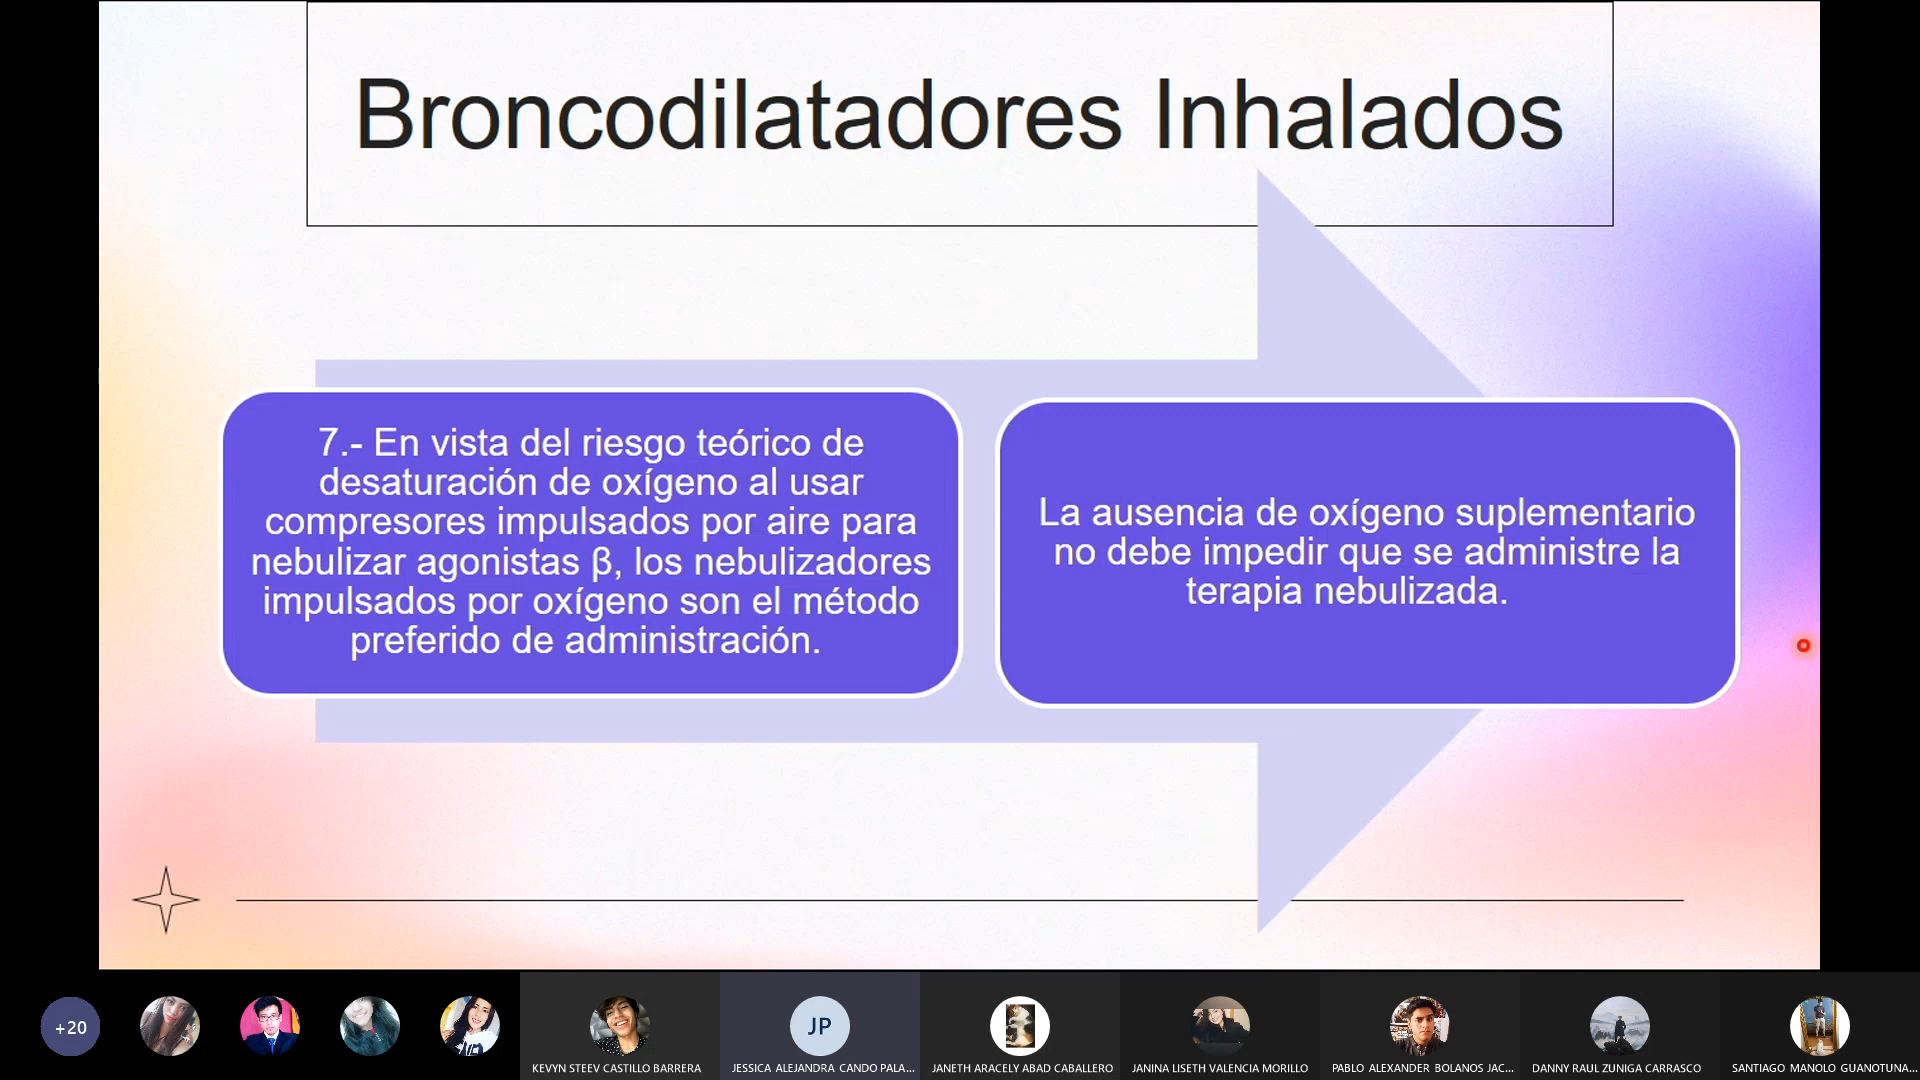 Broncodilatadores Inhalados
7.- En vista del riesgo teórico de
desaturación de oxígeno al usar
compresores impulsados por aire para
nebulizar agonistas β, los nebulizadores
impulsados por oxígeno son el método
preferido de administración.
La ausencia de oxígeno suplementario
no debe impedir que se administre la
terapia nebulizada.
+20
JP
KEVYN STEEV CASTILLO BARRERA
JESSICA ALEJANDRA CANDO PALA...
JANETH ARACELY ABAD CABALLERO
JANINA LISETH VALENCIA MORILLO
PABLO ALEXANDER BOLANOS JAC...
DANNY RAUL ZUNIGA CARRASCO
SANTIAGO MANOLO GUANOTUNA...